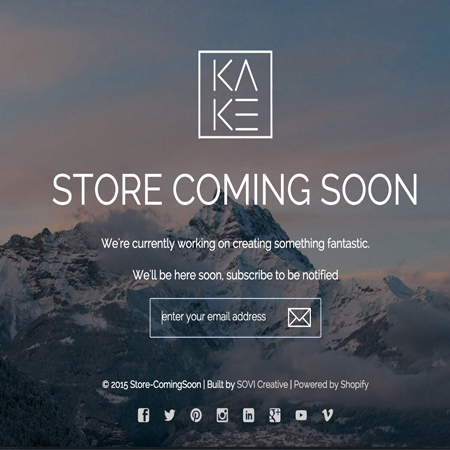 KA
KE
STORE COMING SOON
We're currently working on creating something fantastic.
We'll be here soon, subscribe to be notified
enter your email address
© 2015 Store-ComingSoon | Built by SOVI Creative | Powered by Shopify